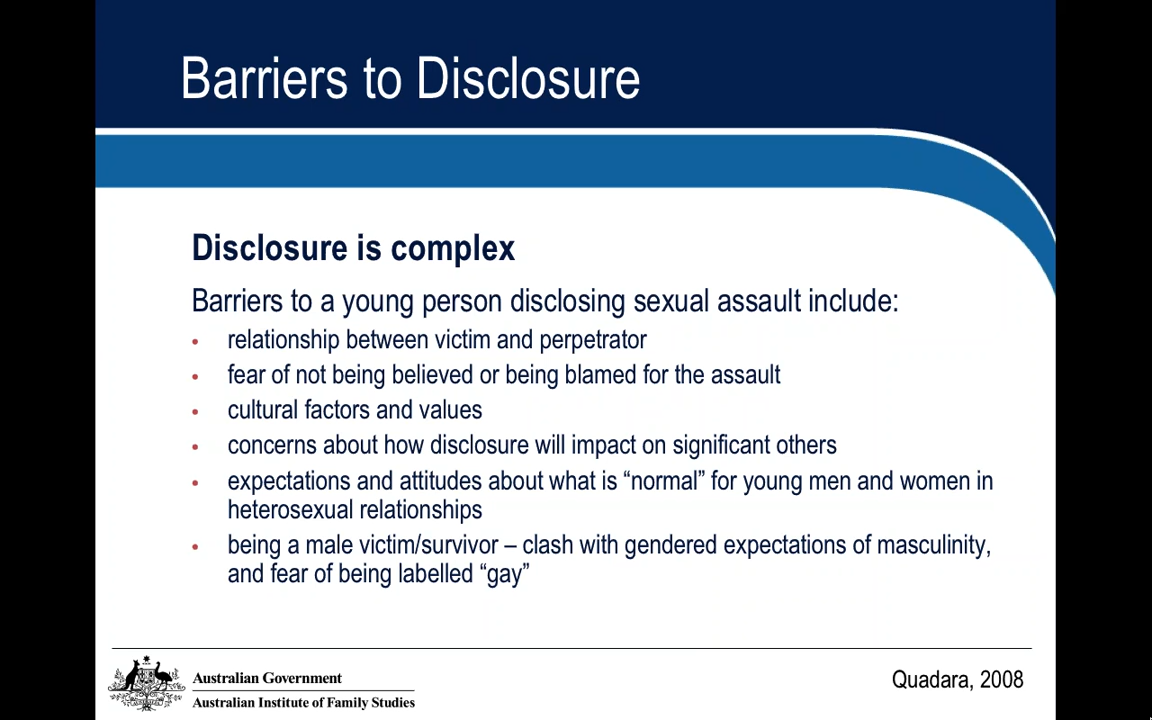 Barriers to Disclosure
Disclosure is complex
Barriers to a young person disclosing sexual assault include:
• relationship between victim and perpetrator
• fear of not being believed or being blamed for the assault
• cultural factors and values
• concerns about how disclosure will impact on significant others
• expectations and attitudes about what is “normal” for young men and women in
heterosexual relationships
• being a male victim/survivor – clash with gendered expectations of masculinity,
and fear of being labelled “gay”
Australian Government
Australian Institute of Family Studies
Quadara, 2008